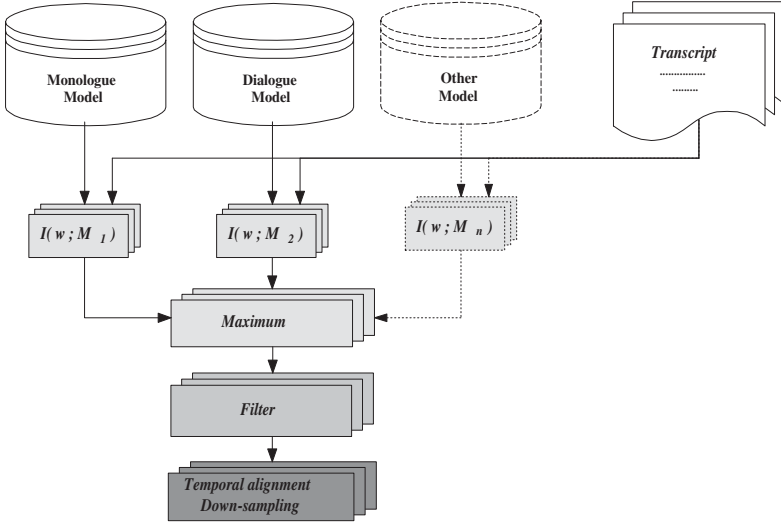 Monologue
Model
Dialogue
Model
Other
Model
Transcript
................
.........
I( w ; M 1 )
I( w ; M 2 )
I( w ; M n )
Maximum
Filter
Temporal alignment
Down-sampling